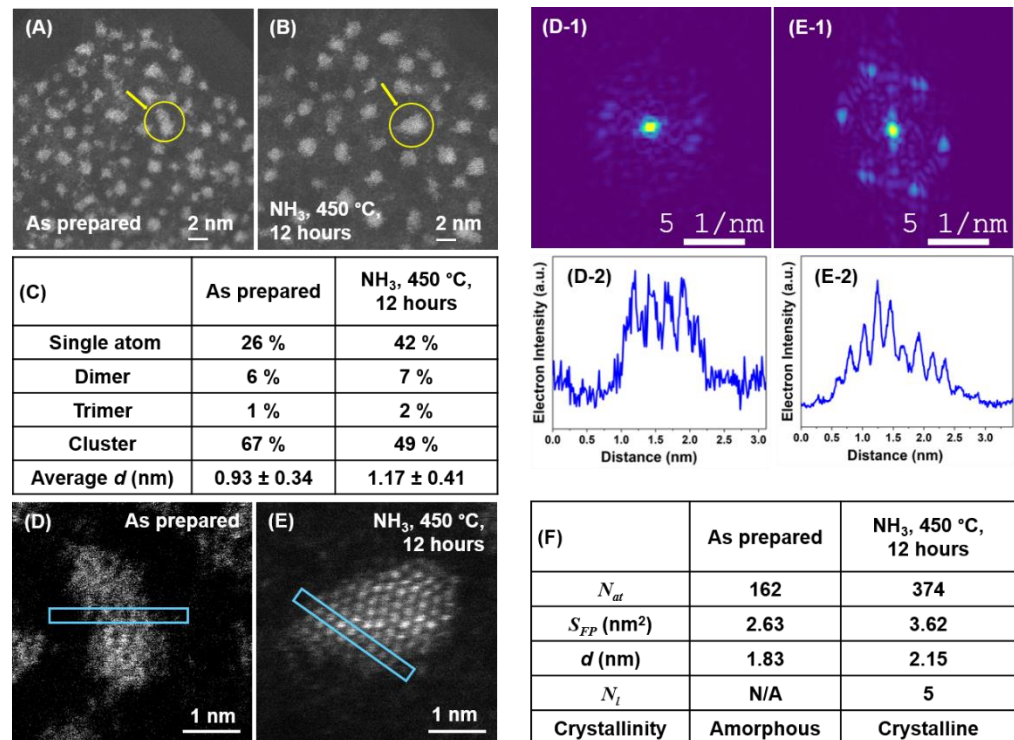 (A)
As prepared
2 nm
(B)
NH₃, 450 °C,
12 hours
2 nm
(C)
As prepared
NH₃, 450 °C,
12 hours
Single atom 26 % 42 %
Dimer 6 % 7 %
Trimer 1 % 2 %
Cluster 67 % 49 %
Average d (nm) 0.93 ± 0.34 1.17 ± 0.41
(D)
As prepared
1 nm
(E)
NH₃, 450 °C,
12 hours
1 nm
(D-1)
5 1/nm
(E-1)
5 1/nm
(D-2)
Electron Intensity (a.u.)
0.0 0.5 1.0 1.5 2.0 2.5 3.0
Distance (nm)
(E-2)
Electron Intensity (a.u.)
0.0 1.0 2.0 3.0
Distance (nm)
(F)
As prepared
NH₃, 450 °C,
12 hours
Nat 162 374
SFP (nm²) 2.63 3.62
d (nm) 1.83 2.15
Nl N/A 5
Crystallinity Amorphous Crystalline